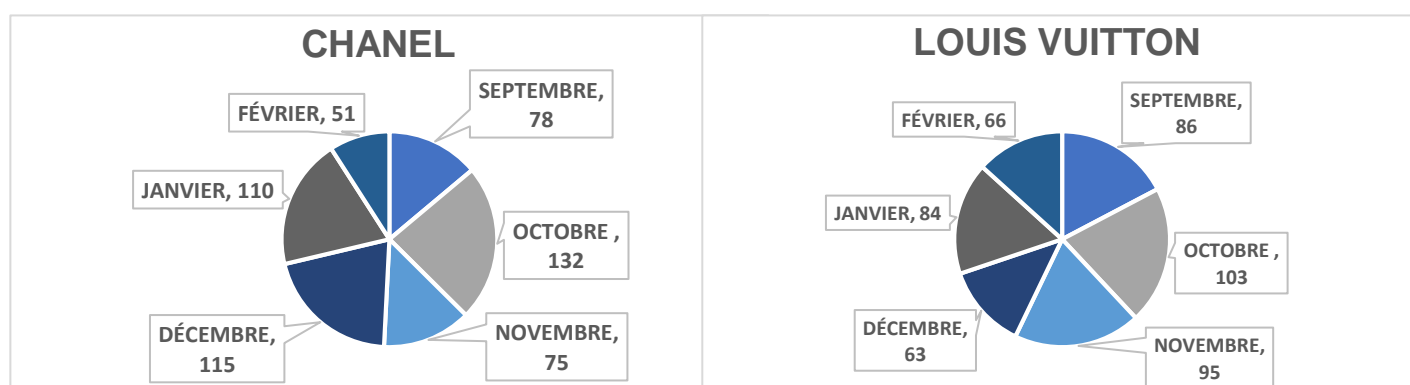 CHANEL
SEPTEMBRE,
78
OCTOBRE ,
132
NOVEMBRE,
75
DÉCEMBRE,
115
JANVIER, 110
FÉVRIER, 51
LOUIS VUITTON
SEPTEMBRE,
86
OCTOBRE ,
103
NOVEMBRE,
95
DÉCEMBRE,
63
JANVIER, 84
FÉVRIER, 66